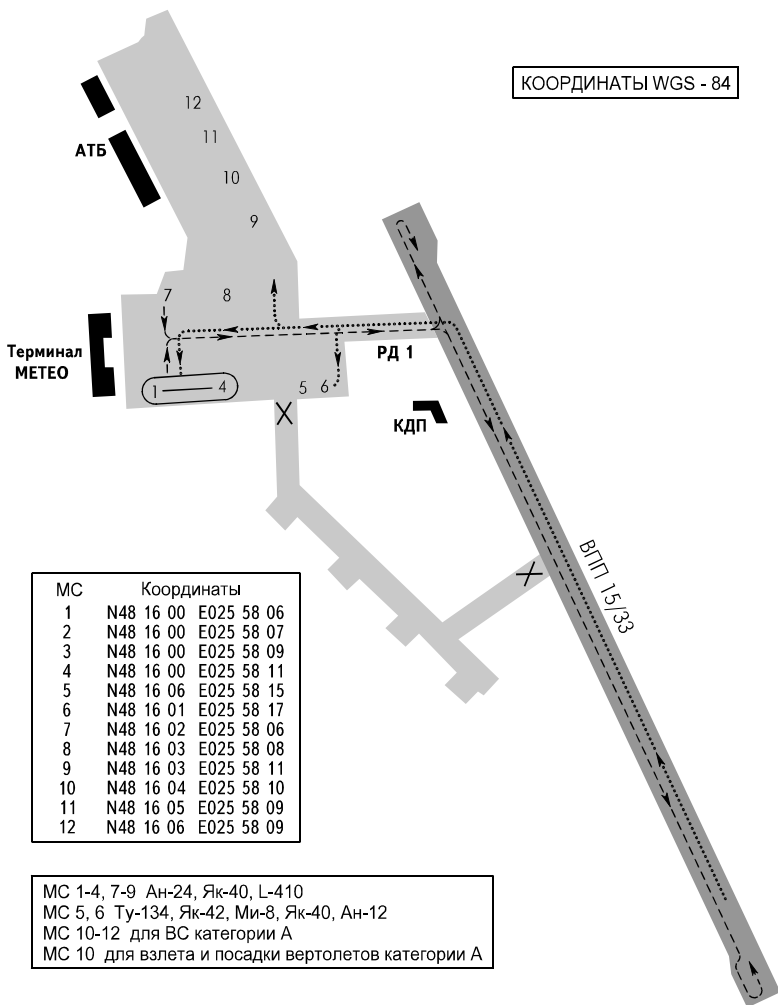 КООРДИНАТЫ WGS - 84
12
АТБ
11
10
9
7
8
Терминал
МЕТЕО
РД 1
1
4
5
6
КДП
ВПП 15/33
МС Координаты
1 N48 16 00 E025 58 06
2 N48 16 00 E025 58 07
3 N48 16 00 E025 58 09
4 N48 16 00 E025 58 11
5 N48 16 06 E025 58 15
6 N48 16 01 E025 58 17
7 N48 16 02 E025 58 06
8 N48 16 03 E025 58 08
9 N48 16 03 E025 58 11
10 N48 16 04 E025 58 10
11 N48 16 05 E025 58 09
12 N48 16 06 E025 58 09
МС 1-4, 7-9 Ан-24, Як-40, L-410
МС 5, 6 Ту-134, Як-42, Ми-8, Як-40, Ан-12
МС 10-12 для ВС категории А
МС 10 для взлета и посадки вертолетов категории А